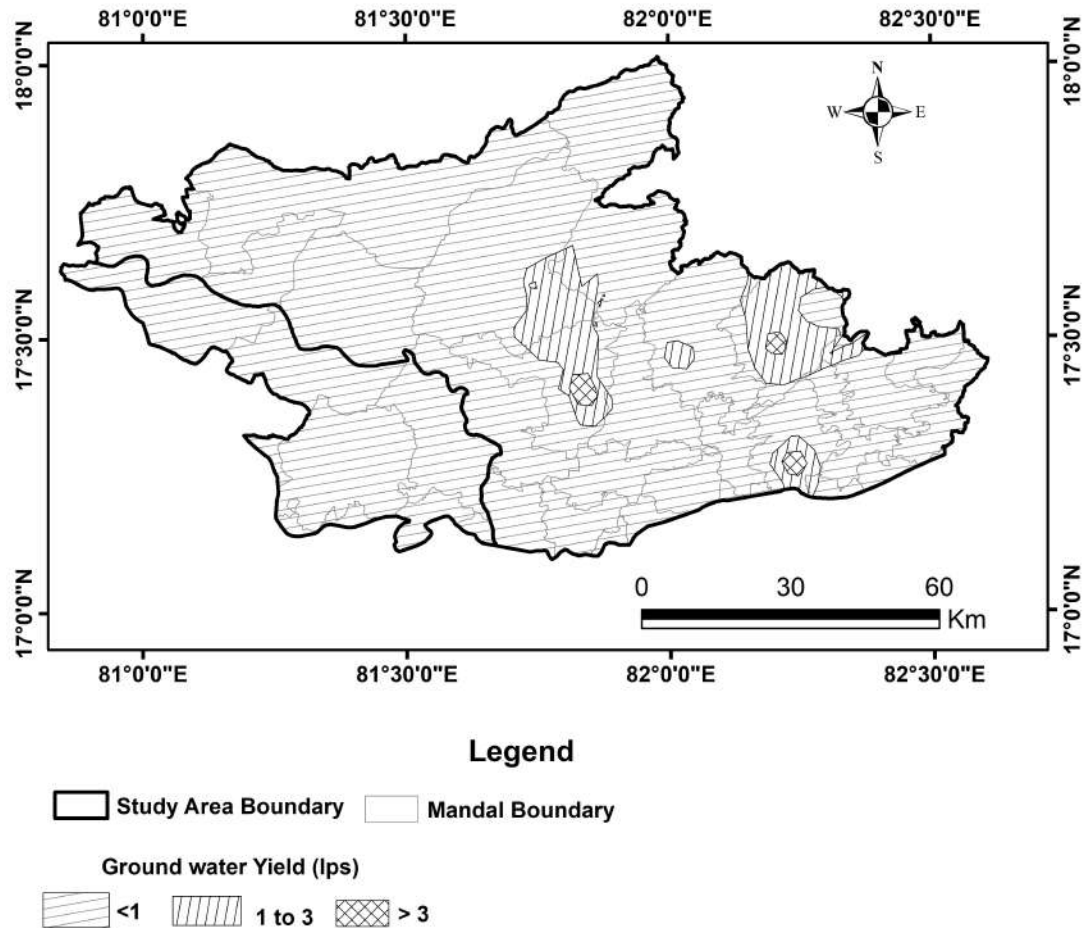 81°0'0"E 81°30'0"E 82°0'0"E 82°30'0"E
18°0'0"N
18°0'0"N
N
W E
S
17°30'0"N
17°30'0"N
0 30 60
Km
17°0'0"N
17°0'0"N
81°0'0"E 81°30'0"E 82°0'0"E 82°30'0"E
Legend
Study Area Boundary Mandal Boundary
Ground water Yield (lps)
<1 1 to 3 > 3